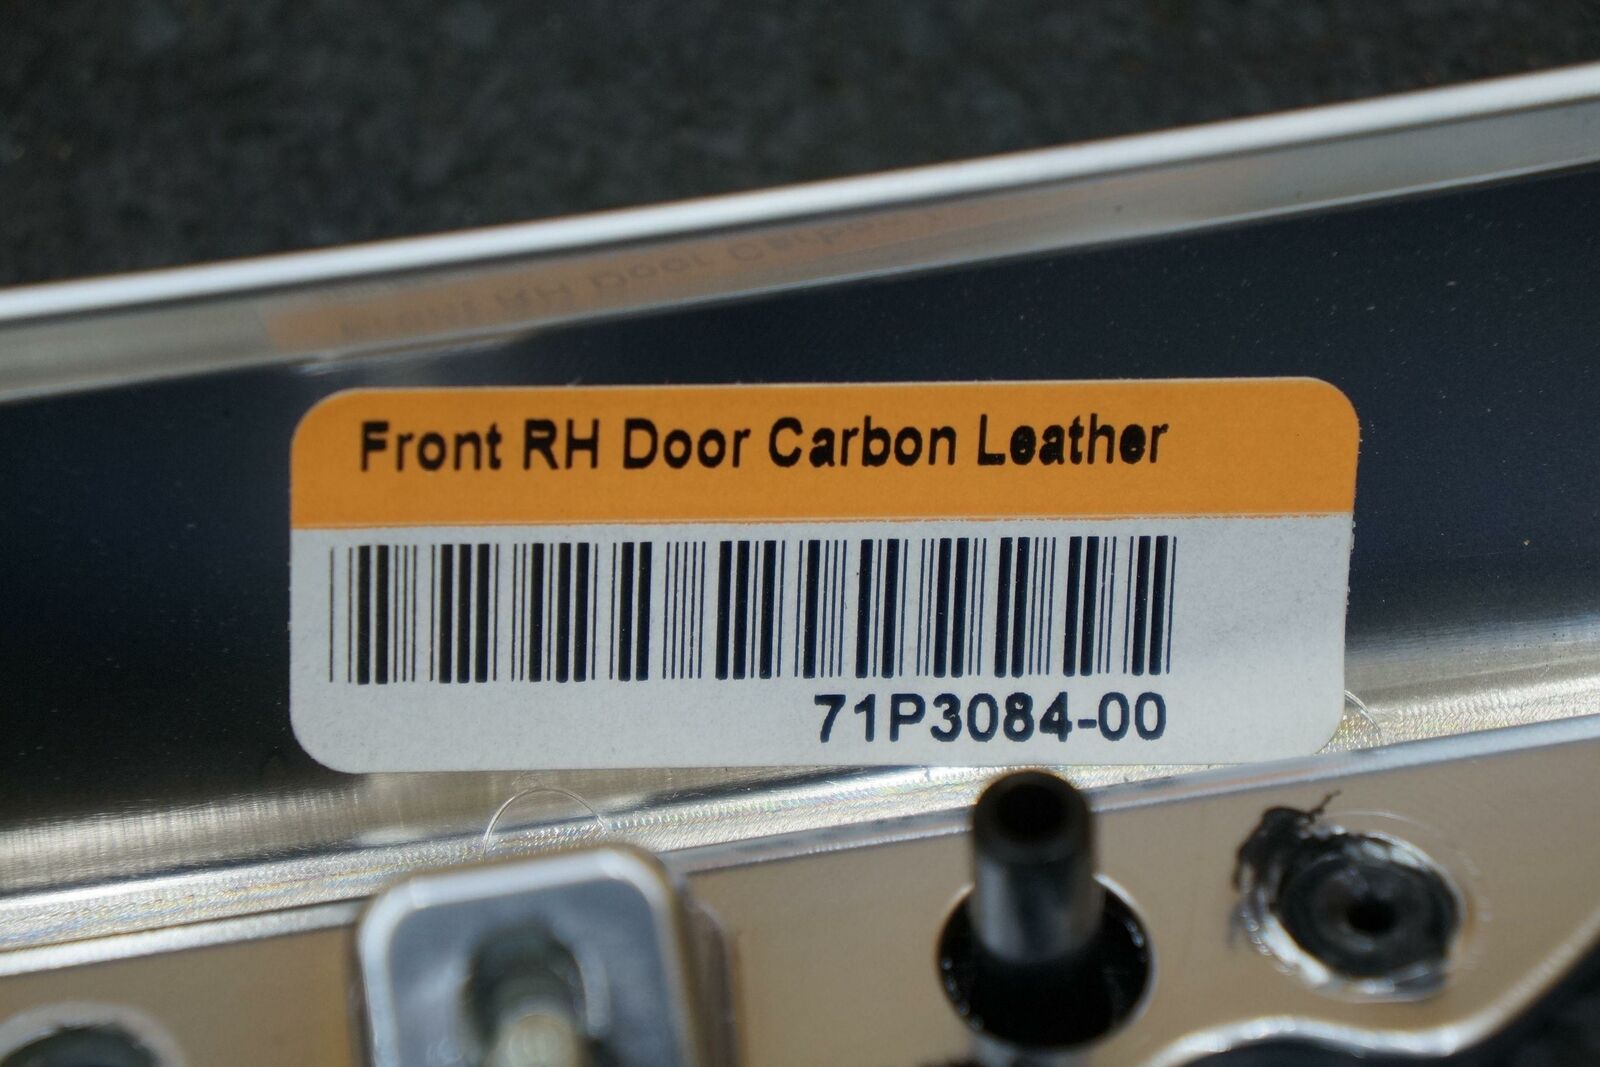 Front RH Door Carbon Leather
71P3084-00